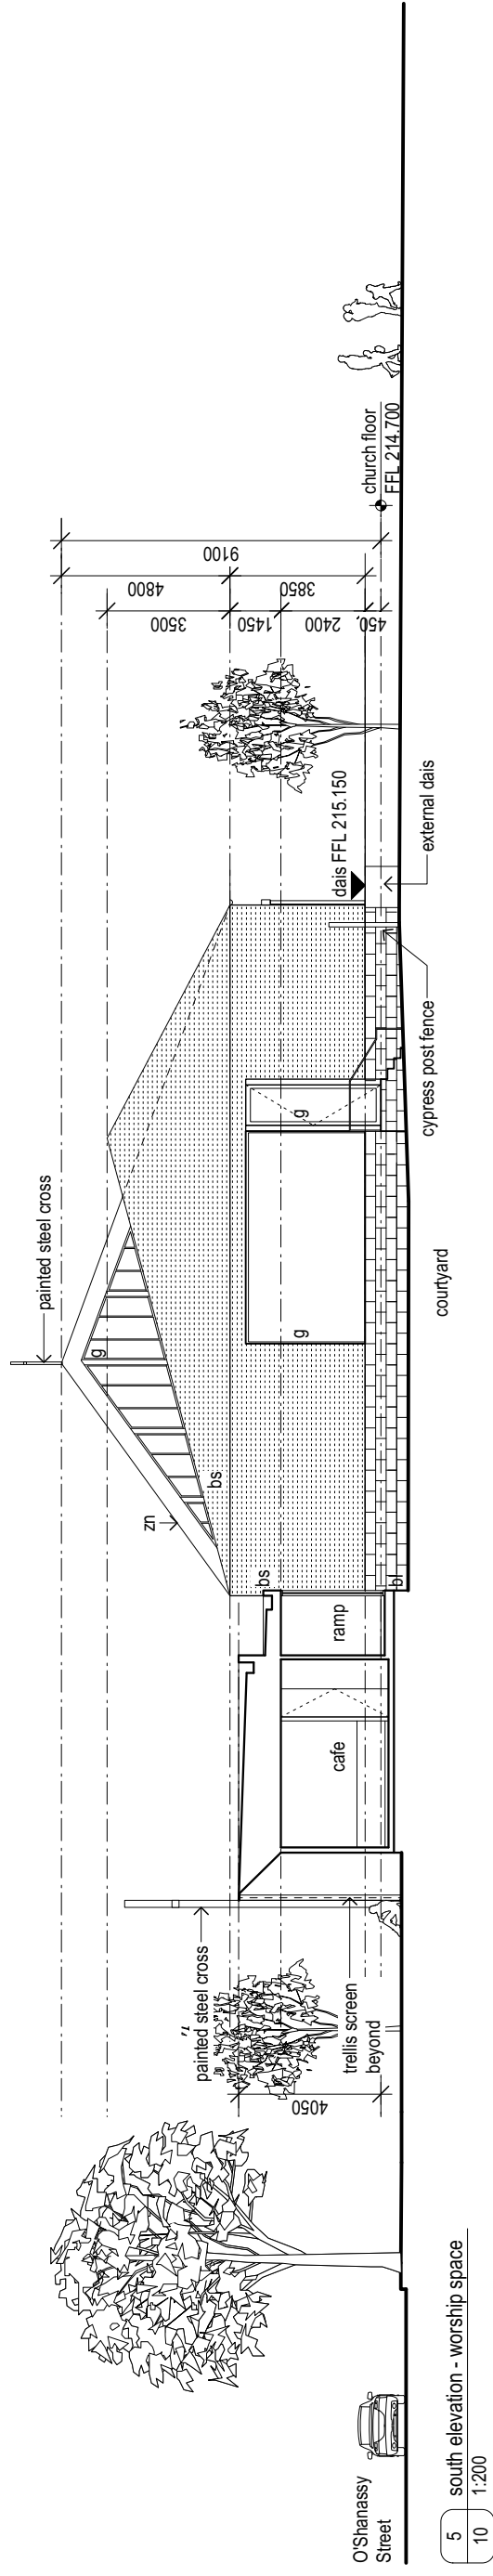 painted steel cross
zn
g
bs
bs
g
g
bl
ramp
cafe
painted steel cross
trellis screen
beyond
4050
O'Shanassy
Street
courtyard
cypress post fence
external dais
dais FFL 215.150
church floor
FFL 214.700
9100
4800
3850
3500
1450
2400
450
5
10
south elevation - worship space
1:200